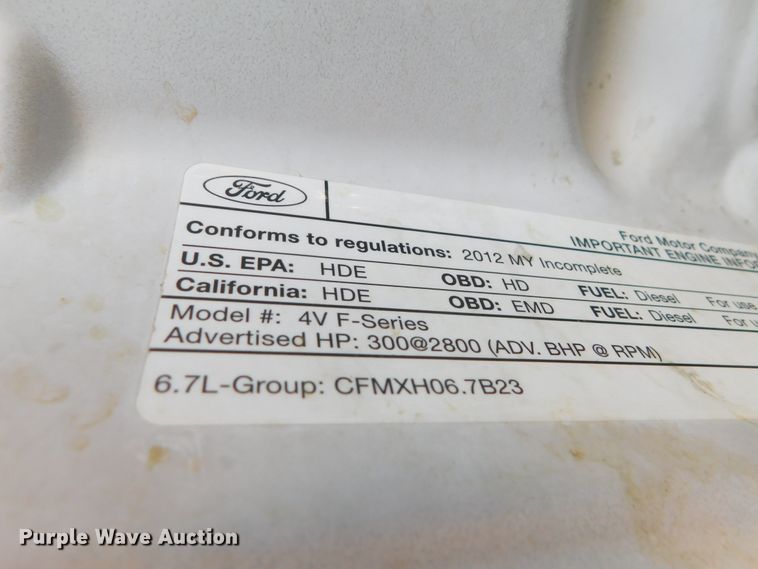 Ford
Ford Motor Company
IMPORTANT ENGINE
Conforms to regulations: 2012 MY Incomplete
U.S. EPA: HDE OBD: HD FUEL: Diesel For use
California: HDE OBD: EMD FUEL: Diesel For
Model #: 4V F-Series
Advertised HP: 300@2800 (ADV. BHP @ RPM)
6.7L-Group: CFMXH06.7B23
Purple Wave Auction